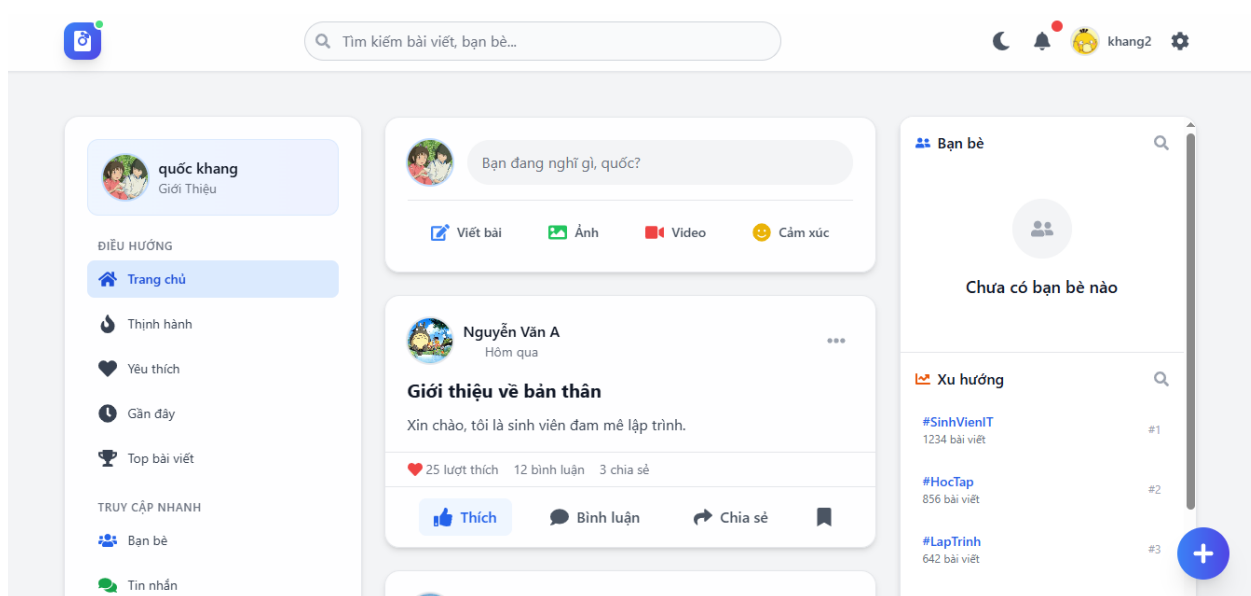 Tìm kiếm bài viết, bạn bè...
khang2
quốc khang
Giới Thiệu
ĐIỀU HƯỚNG
Trang chủ
Thịnh hành
Yêu thích
Gần đây
Top bài viết
TRUY CẬP NHANH
Bạn bè
Tin nhắn
Bạn đang nghĩ gì, quốc?
Viết bài
Ảnh
Video
Cảm xúc
Nguyễn Văn A
Hôm qua
Giới thiệu về bản thân
Xin chào, tôi là sinh viên đam mê lập trình.
25 lượt thích 12 bình luận 3 chia sẻ
Thích
Bình luận
Chia sẻ
Bạn bè
Chưa có bạn bè nào
Xu hướng
#SinhVienIT
1234 bài viết
#1
#HocTap
856 bài viết
#2
#LapTrinh
642 bài viết
#3